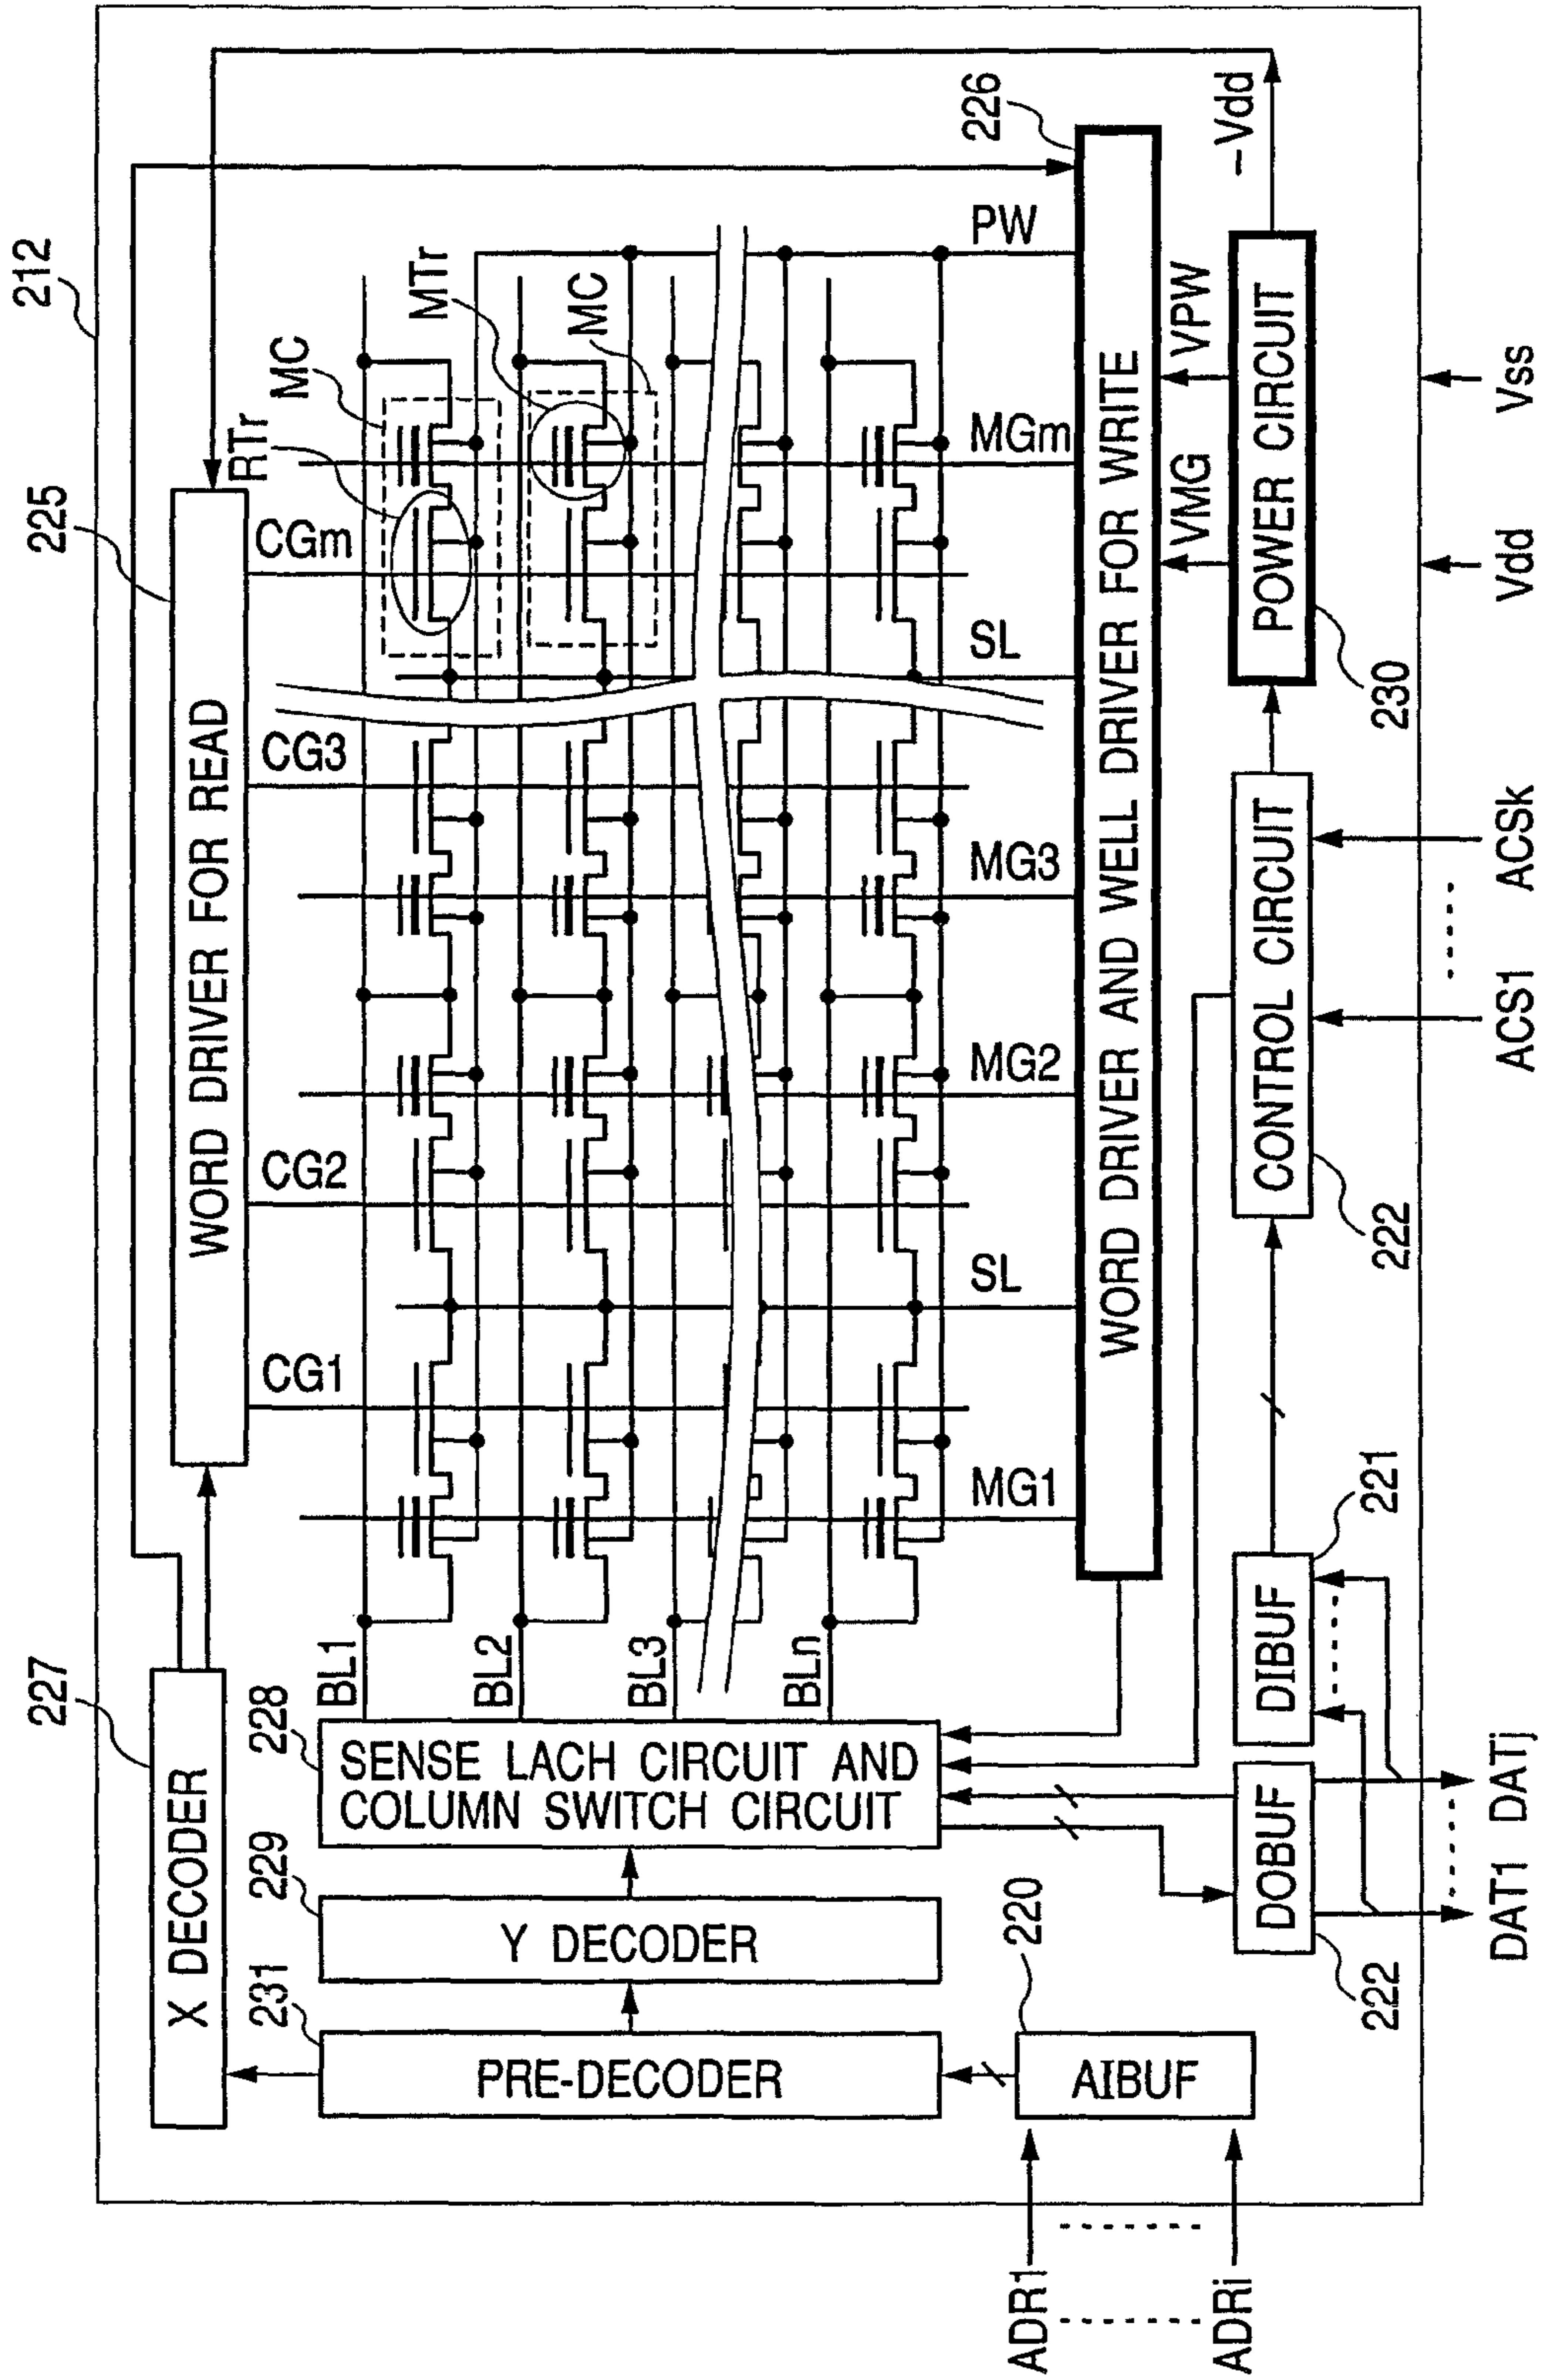 212
227
X DECODER
225
WORD DRIVER FOR READ
231
PRE-DECODER
229
Y DECODER
228
SENSE LACH CIRCUIT AND
COLUMN SWITCH CIRCUIT
BL1
BL2
BL3
BLn
CG1
CG2
CG3
CGm
RTr
MC
MTr
MC
MG1
SL
MG2
MG3
SL
MGm
PW
226
WORD DRIVER AND WELL DRIVER FOR WRITE
220
AIBUF
ADR1
ADRi
DOBUF
222
DIBUF
221
CONTROL CIRCUIT
222
POWER CIRCUIT
230
VMG
VPW
-Vdd
DAT1
DATj
ACS1
ACSk
Vdd
Vss